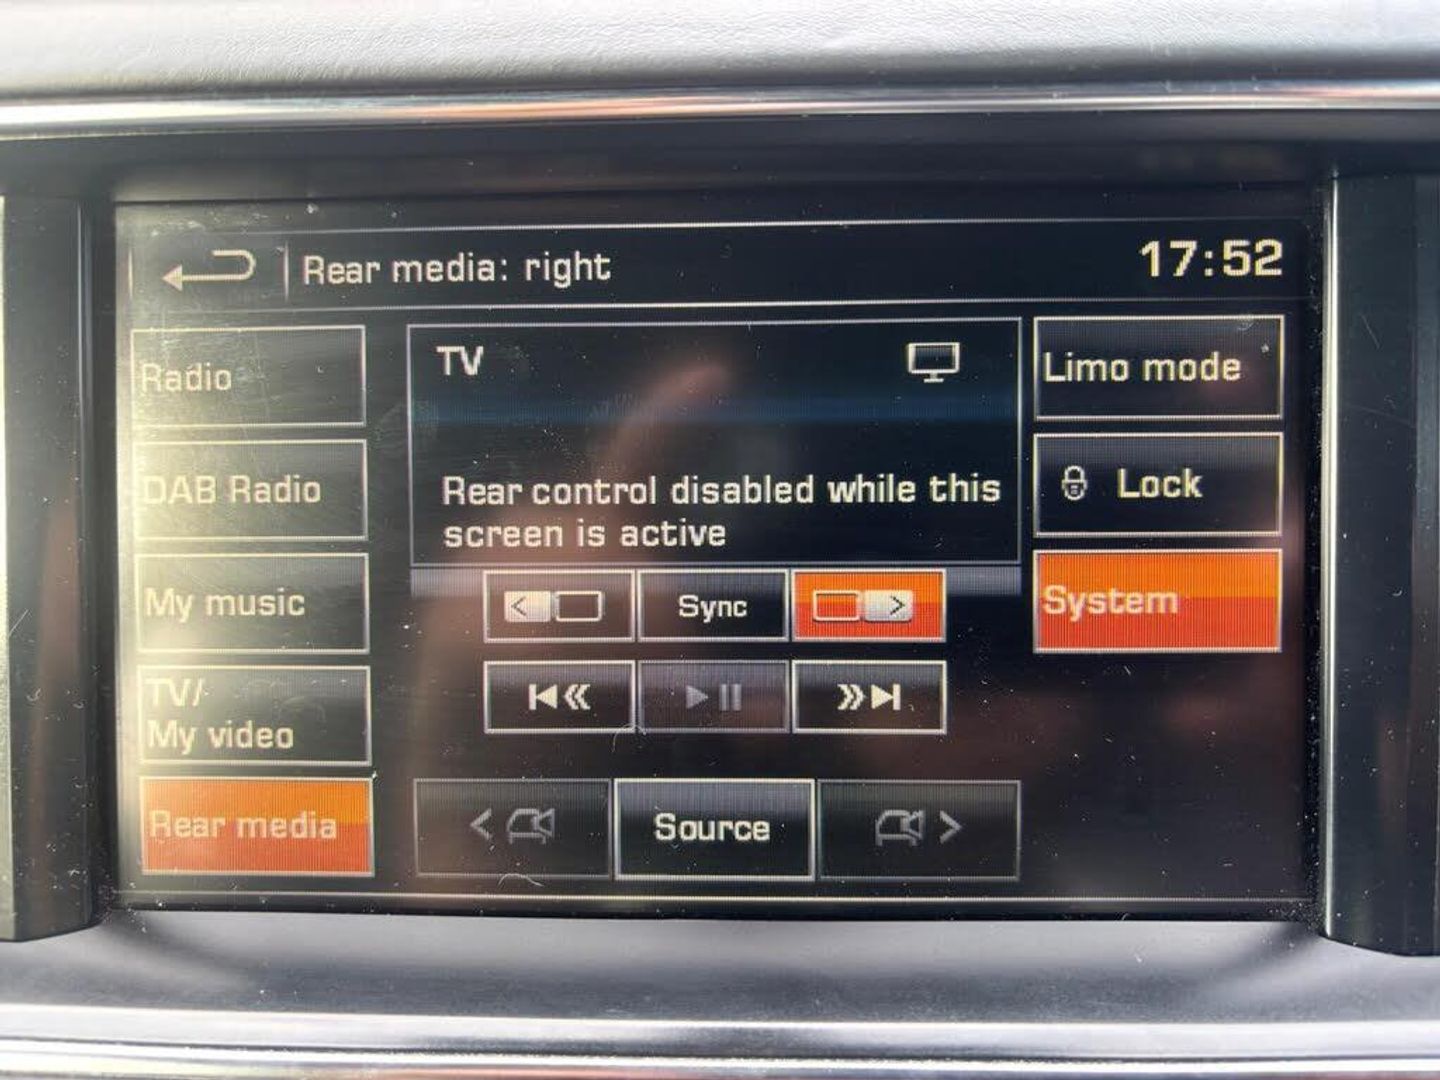 Rear media: right
17:52
Radio
DAB Radio
My music
TV/
My video
Rear media
TV
Rear control disabled while this
screen is active
Sync
Source
Limo mode
Lock
System